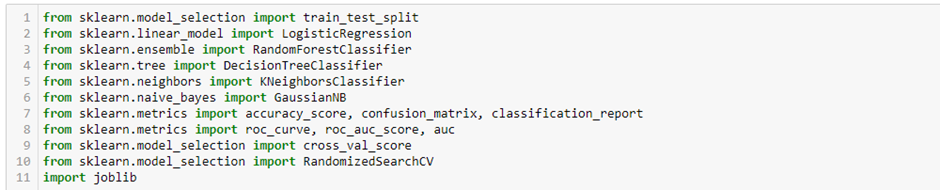 1 from sklearn.model_selection import train_test_split
2 from sklearn.linear_model import LogisticRegression
3 from sklearn.ensemble import RandomForestClassifier
4 from sklearn.tree import DecisionTreeClassifier
5 from sklearn.neighbors import KNeighborsClassifier
6 from sklearn.naive_bayes import GaussianNB
7 from sklearn.metrics import accuracy_score, confusion_matrix, classification_report
8 from sklearn.metrics import roc_curve, roc_auc_score, auc
9 from sklearn.model_selection import cross_val_score
10 from sklearn.model_selection import RandomizedSearchCV
11 import joblib